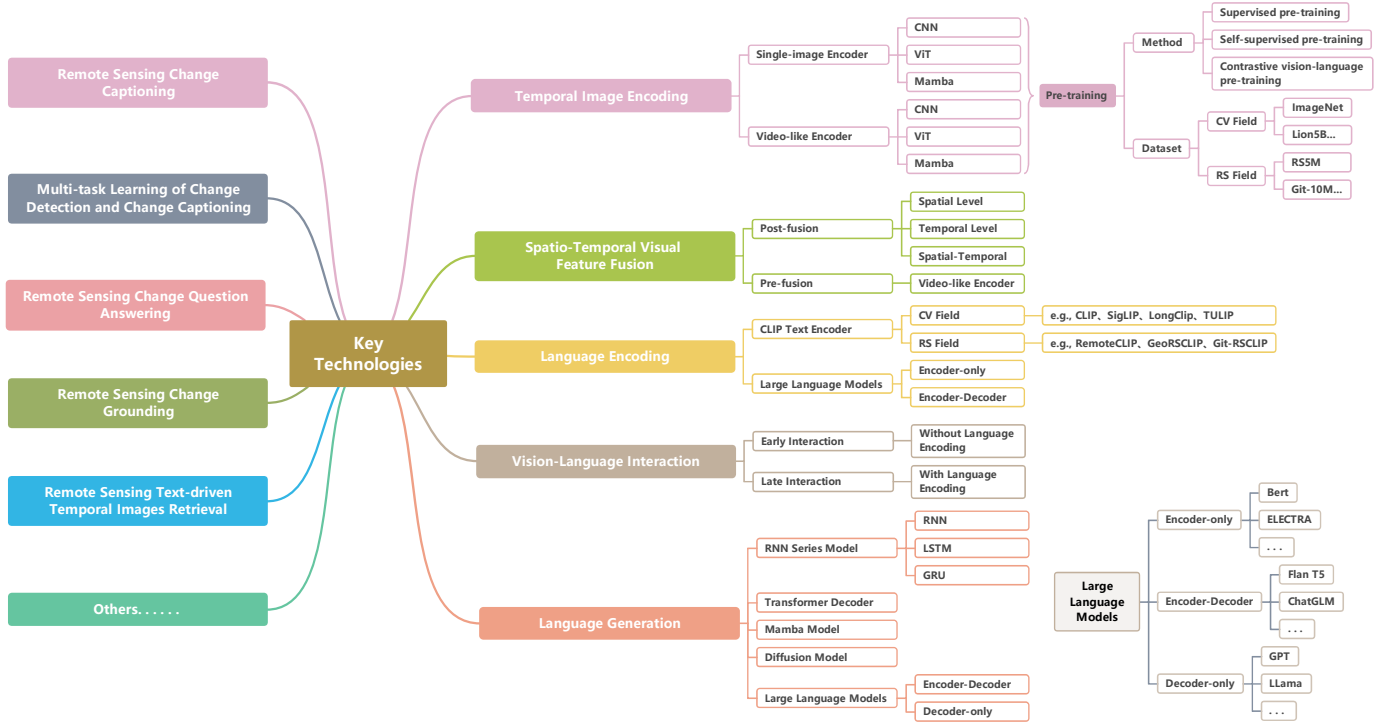 Remote Sensing Change
Captioning
Multi-task Learning of Change
Detection and Change Captioning
Remote Sensing Change Question
Answering
Remote Sensing Change
Grounding
Remote Sensing Text-driven
Temporal Images Retrieval
Others. . . . . .
Key
Technologies
Temporal Image Encoding
Single-image Encoder
CNN
ViT
Mamba
Video-like Encoder
CNN
ViT
Mamba
Pre-training
Method
Supervised pre-training
Self-supervised pre-training
Contrastive vision-language
pre-training
Dataset
CV Field
ImageNet
Lion5B...
RS Field
RS5M
Git-10M...
Spatio-Temporal Visual
Feature Fusion
Post-fusion
Spatial Level
Temporal Level
Spatial-Temporal
Pre-fusion
Video-like Encoder
Language Encoding
CLIP Text Encoder
CV Field
e.g., CLIP、SigLIP、LongClip、TULIP
RS Field
e.g., RemoteCLIP、GeoRSCLIP、Git-RSCLIP
Large Language Models
Encoder-only
Encoder-Decoder
Vision-Language Interaction
Early Interaction
Without Language
Encoding
Late Interaction
With Language
Encoding
Language Generation
RNN Series Model
RNN
LSTM
GRU
Transformer Decoder
Mamba Model
Diffusion Model
Large Language Models
Encoder-Decoder
Decoder-only
Large
Language
Models
Encoder-only
Bert
ELECTRA
. . .
Encoder-Decoder
Flan T5
ChatGLM
. . .
Decoder-only
GPT
LLama
. . .